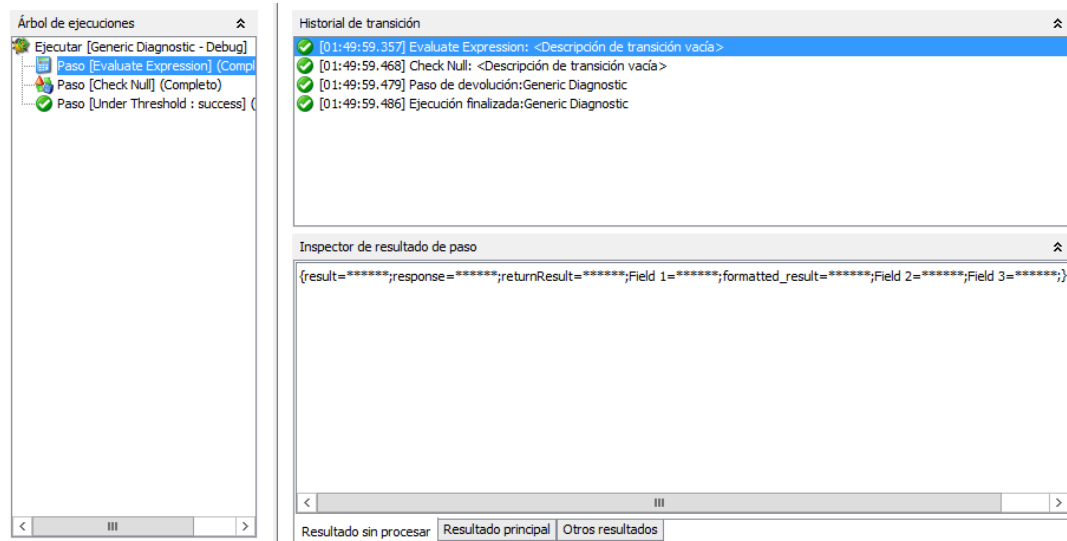 Árbol de ejecuciones
Ejecutar [Generic Diagnostic - Debug]
Paso [Evaluate Expression] (Compl
Paso [Check Null] (Completo)
Paso [Under Threshold : success] (
Historial de transición
[01:49:59.357] Evaluate Expression: <Descripción de transición vacía>
[01:49:59.468] Check Null: <Descripción de transición vacía>
[01:49:59.479] Paso de devolución:Generic Diagnostic
[01:49:59.486] Ejecución finalizada:Generic Diagnostic
Inspector de resultado de paso
{result=******;response=******;returnResult=******;Field 1=******;formatted_result=******;Field 2=******;Field 3=******;}
Resultado sin procesar Resultado principal Otros resultados